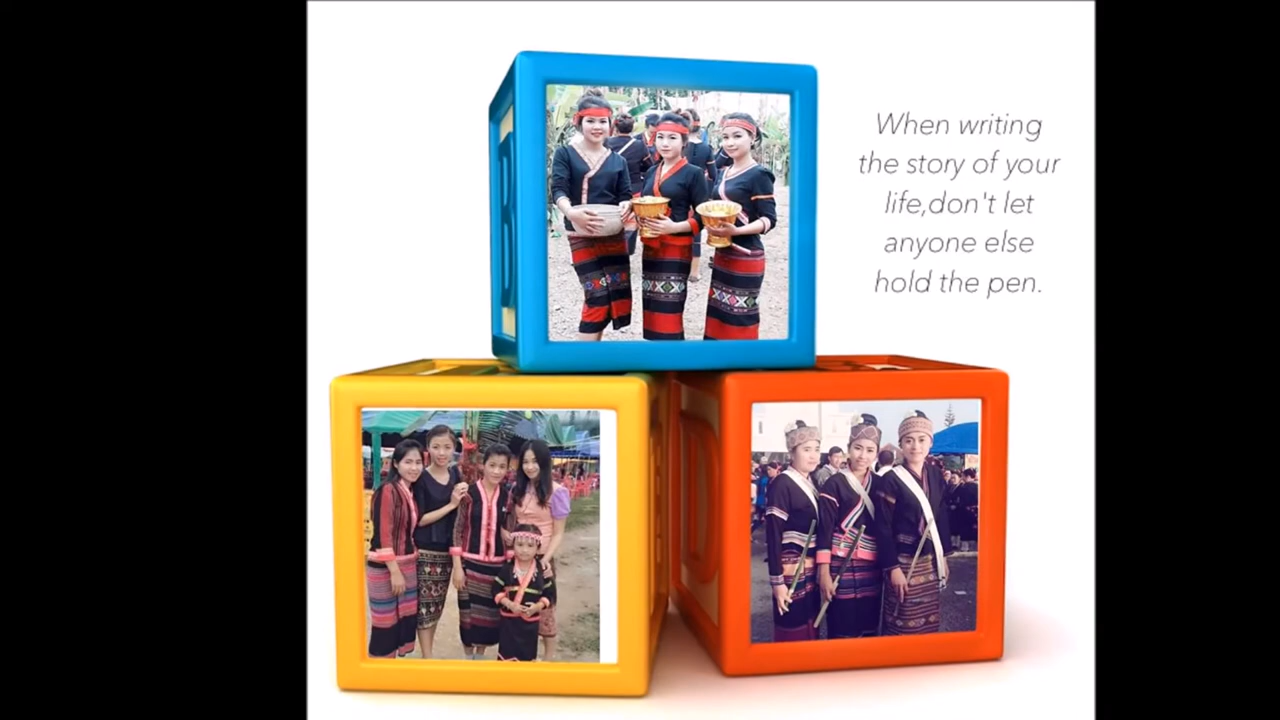 When writing
the story of your
life,don't let
anyone else
hold the pen.